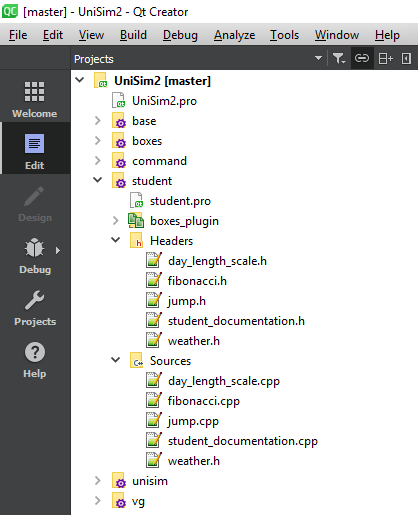 QC [master] - UniSim2 - Qt Creator
File Edit View Build Debug Analyze Tools Window Help
Projects
Welcome
Edit
Design
Debug
Projects
Help
UniSim2 [master]
UniSim2.pro
base
boxes
command
student
student.pro
boxes_plugin
Headers
day_length_scale.h
fibonacci.h
jump.h
student_documentation.h
weather.h
Sources
day_length_scale.cpp
fibonacci.cpp
jump.cpp
student_documentation.cpp
weather.h
unisim
vg